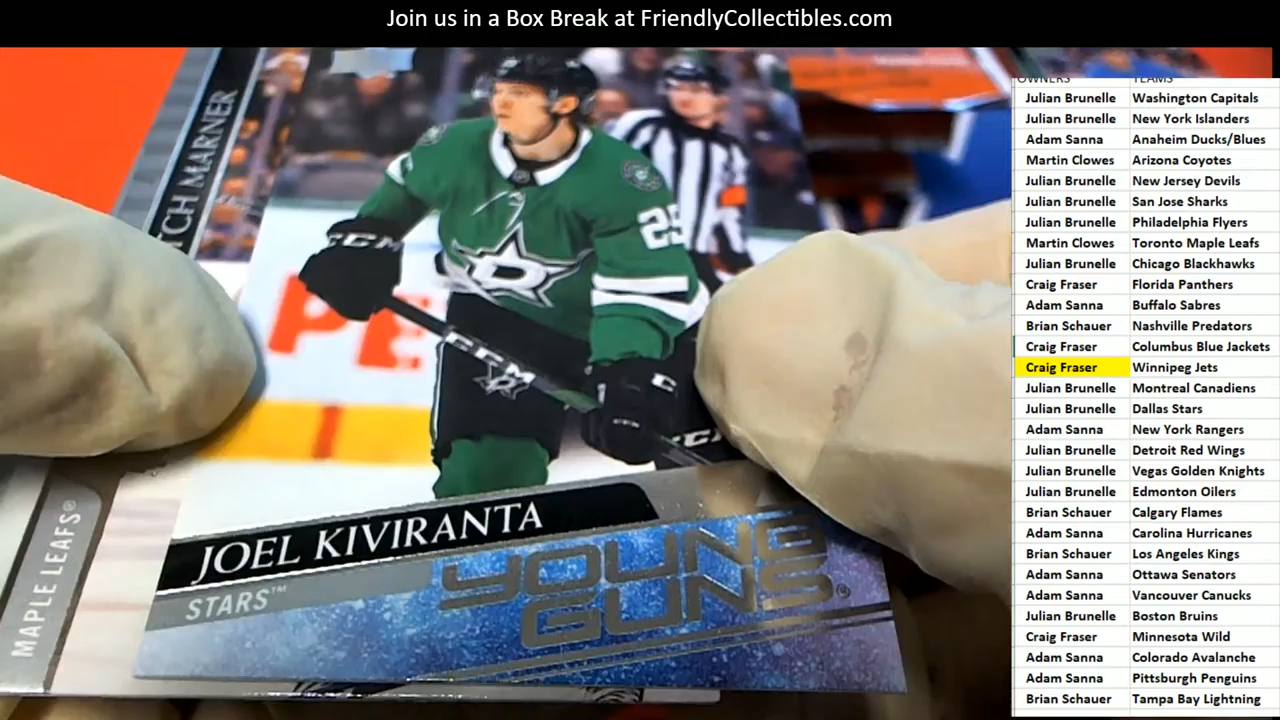 Join us in a Box Break at FriendlyCollectibles.com
OWNERS TEAMS
Julian Brunelle Washington Capitals
Julian Brunelle New York Islanders
Adam Sanna Anaheim Ducks/Blues
Martin Clowes Arizona Coyotes
Julian Brunelle New Jersey Devils
Julian Brunelle San Jose Sharks
Julian Brunelle Philadelphia Flyers
Martin Clowes Toronto Maple Leafs
Julian Brunelle Chicago Blackhawks
Craig Fraser Florida Panthers
Adam Sanna Buffalo Sabres
Brian Schauer Nashville Predators
Craig Fraser Columbus Blue Jackets
Craig Fraser Winnipeg Jets
Julian Brunelle Montreal Canadiens
Julian Brunelle Dallas Stars
Adam Sanna New York Rangers
Julian Brunelle Detroit Red Wings
Julian Brunelle Vegas Golden Knights
Julian Brunelle Edmonton Oilers
Brian Schauer Calgary Flames
Adam Sanna Carolina Hurricanes
Brian Schauer Los Angeles Kings
Adam Sanna Ottawa Senators
Adam Sanna Vancouver Canucks
Julian Brunelle Boston Bruins
Craig Fraser Minnesota Wild
Adam Sanna Colorado Avalanche
Adam Sanna Pittsburgh Penguins
Brian Schauer Tampa Bay Lightning
TCH MARNER
MAPLE LEAFS®
25
CCM
PE
CCM
D
C
CCM
JOEL KIVIRANTA
STARS™
YOUNG
GUNS®